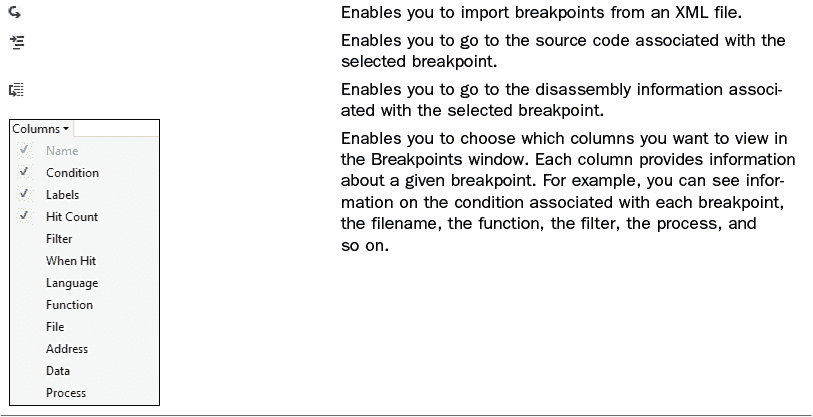 Enables you to import breakpoints from an XML file.
Enables you to go to the source code associated with the
selected breakpoint.
Enables you to go to the disassembly information associ-
ated with the selected breakpoint.
Columns
Name
Condition
Labels
Hit Count
Filter
When Hit
Language
Function
File
Address
Data
Process
Enables you to choose which columns you want to view in
the Breakpoints window. Each column provides information
about a given breakpoint. For example, you can see infor-
mation on the condition associated with each breakpoint,
the filename, the function, the filter, the process, and
so on.